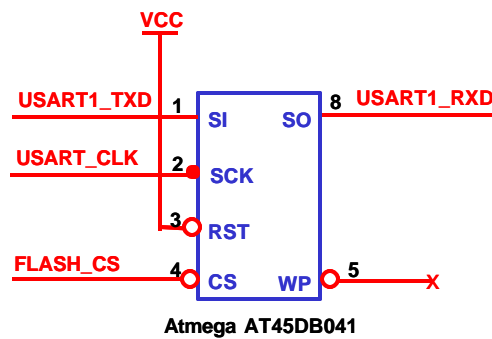 VCC
USART1_TXD 1 SI SO 8 USART1_RXD
USART_CLK 2 SCK
3 RST
FLASH_CS 4 CS WP 5 X
Atmega AT45DB041